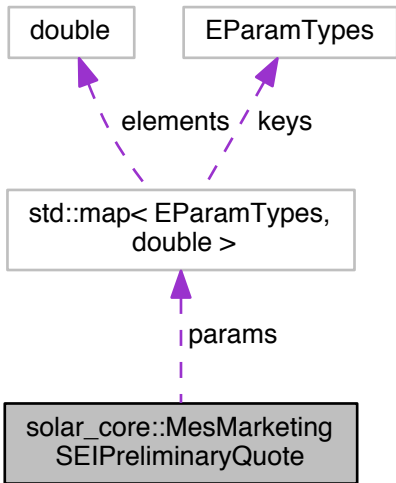 double
EParamTypes
elements
keys
std::map< EParamTypes,
double >
params
solar_core::MesMarketing
SEIPreliminaryQuote